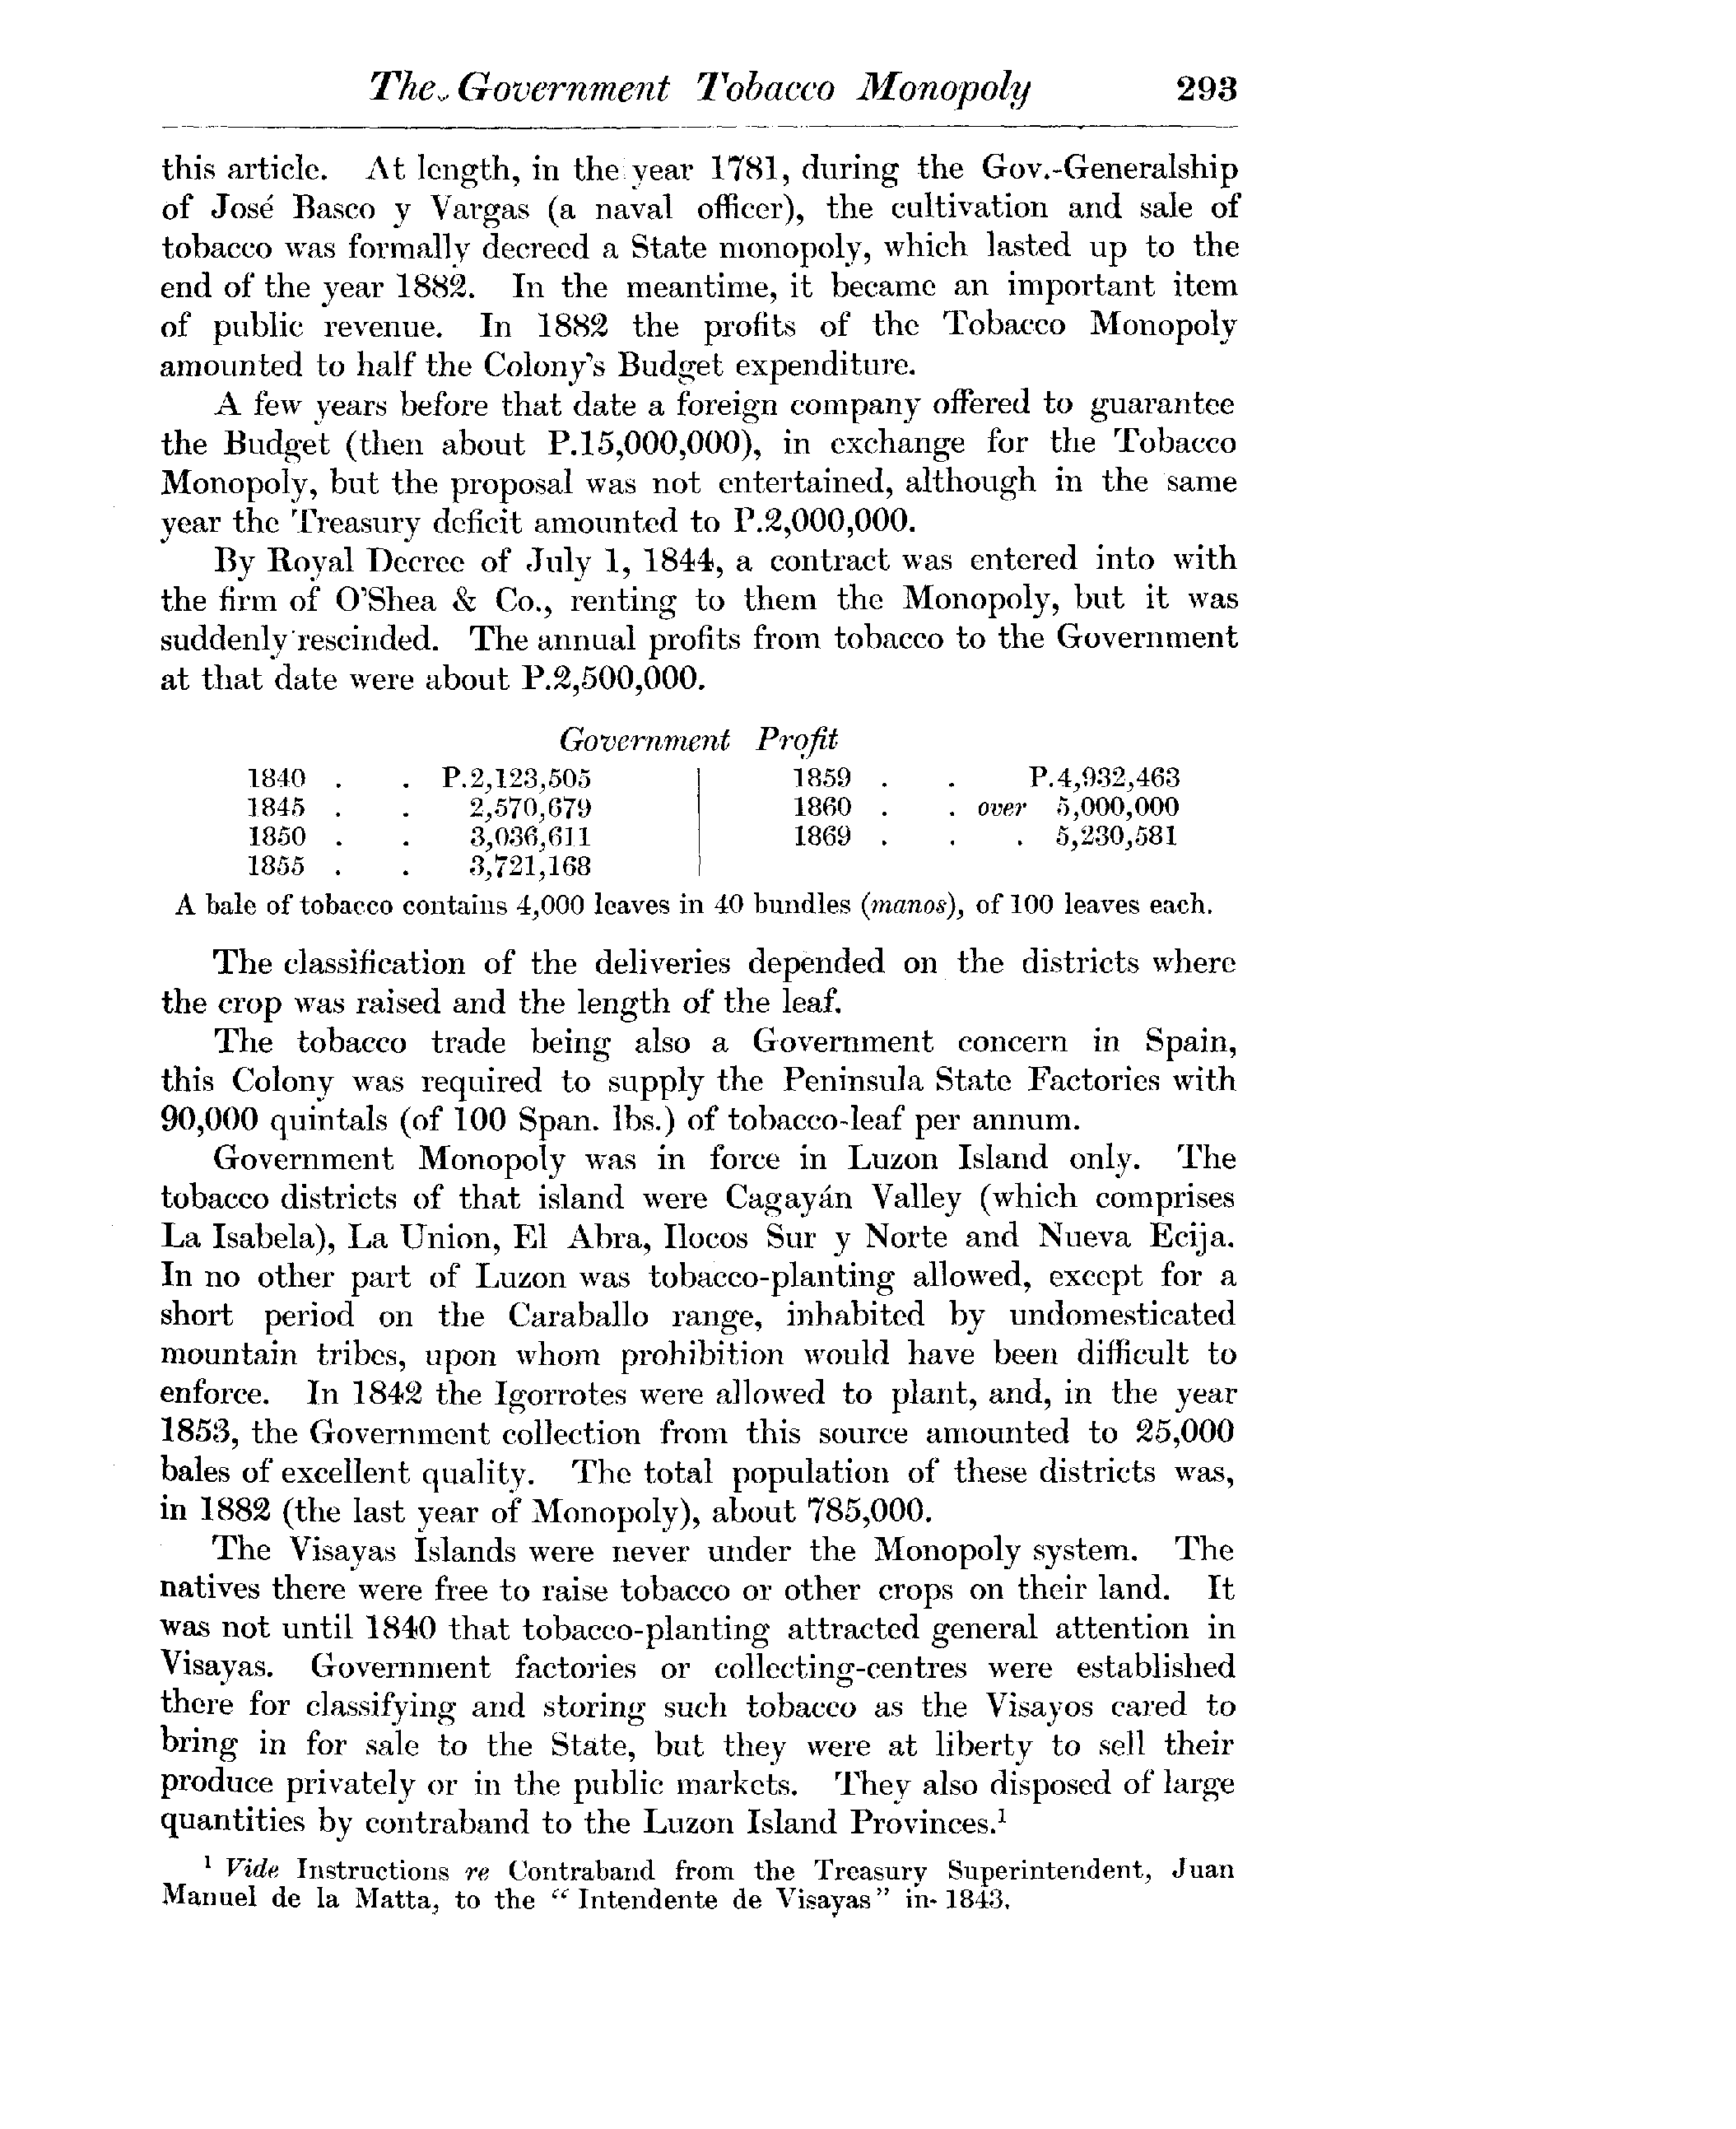 The Government Tobacco Monopoly 293
this article. At length, in the year 1781, during the Gov.-Generalship
of José Basco y Vargas (a naval officer), the cultivation and sale of
tobacco was formally decreed a State monopoly, which lasted up to the
end of the year 1882. In the meantime, it became an important item
of public revenue. In 1882 the profits of the Tobacco Monopoly
amounted to half the Colony's Budget expenditure.
A few years before that date a foreign company offered to guarantee
the Budget (then about P.15,000,000), in exchange for the Tobacco
Monopoly, but the proposal was not entertained, although in the same
year the Treasury deficit amounted to P.2,000,000.
By Royal Decree of July 1, 1844, a contract was entered into with
the firm of O'Shea & Co., renting to them the Monopoly, but it was
suddenly rescinded. The annual profits from tobacco to the Government
at that date were about P.2,500,000.
Government Profit
1840 . . P.2,123,505 1859 . . P.4,932,463
1845 . . 2,570,679 1860 . . over 5,000,000
1850 . . 3,036,611 1869 . . . 5,230,581
1855 . . 3,721,168
A bale of tobacco contains 4,000 leaves in 40 bundles (manos), of 100 leaves each.
The classification of the deliveries depended on the districts where
the crop was raised and the length of the leaf.
The tobacco trade being also a Government concern in Spain,
this Colony was required to supply the Peninsula State Factories with
90,000 quintals (of 100 Span. lbs.) of tobacco-leaf per annum.
Government Monopoly was in force in Luzon Island only. The
tobacco districts of that island were Cagayán Valley (which comprises
La Isabela), La Union, El Abra, Ilocos Sur y Norte and Nueva Ecija.
In no other part of Luzon was tobacco-planting allowed, except for a
short period on the Caraballo range, inhabited by undomesticated
mountain tribes, upon whom prohibition would have been difficult to
enforce. In 1842 the Igorrotes were allowed to plant, and, in the year
1853, the Government collection from this source amounted to 25,000
bales of excellent quality. The total population of these districts was,
in 1882 (the last year of Monopoly), about 785,000.
The Visayas Islands were never under the Monopoly system. The
natives there were free to raise tobacco or other crops on their land. It
was not until 1840 that tobacco-planting attracted general attention in
Visayas. Government factories or collecting-centres were established
there for classifying and storing such tobacco as the Visayos cared to
bring in for sale to the State, but they were at liberty to sell their
produce privately or in the public markets. They also disposed of large
quantities by contraband to the Luzon Island Provinces.¹
¹ Vide Instructions re Contraband from the Treasury Superintendent, Juan
Manuel de la Matta, to the "Intendente de Visayas" in 1843.